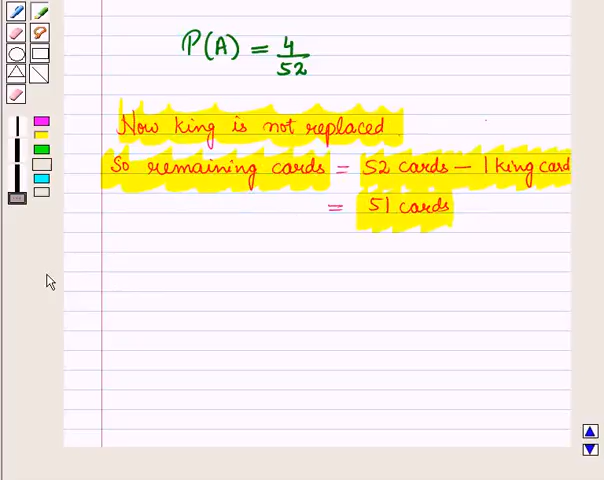 P(A) = 4/52
Now king is not replaced
So remaining cards = 52 cards – 1 king card
= 51 cards